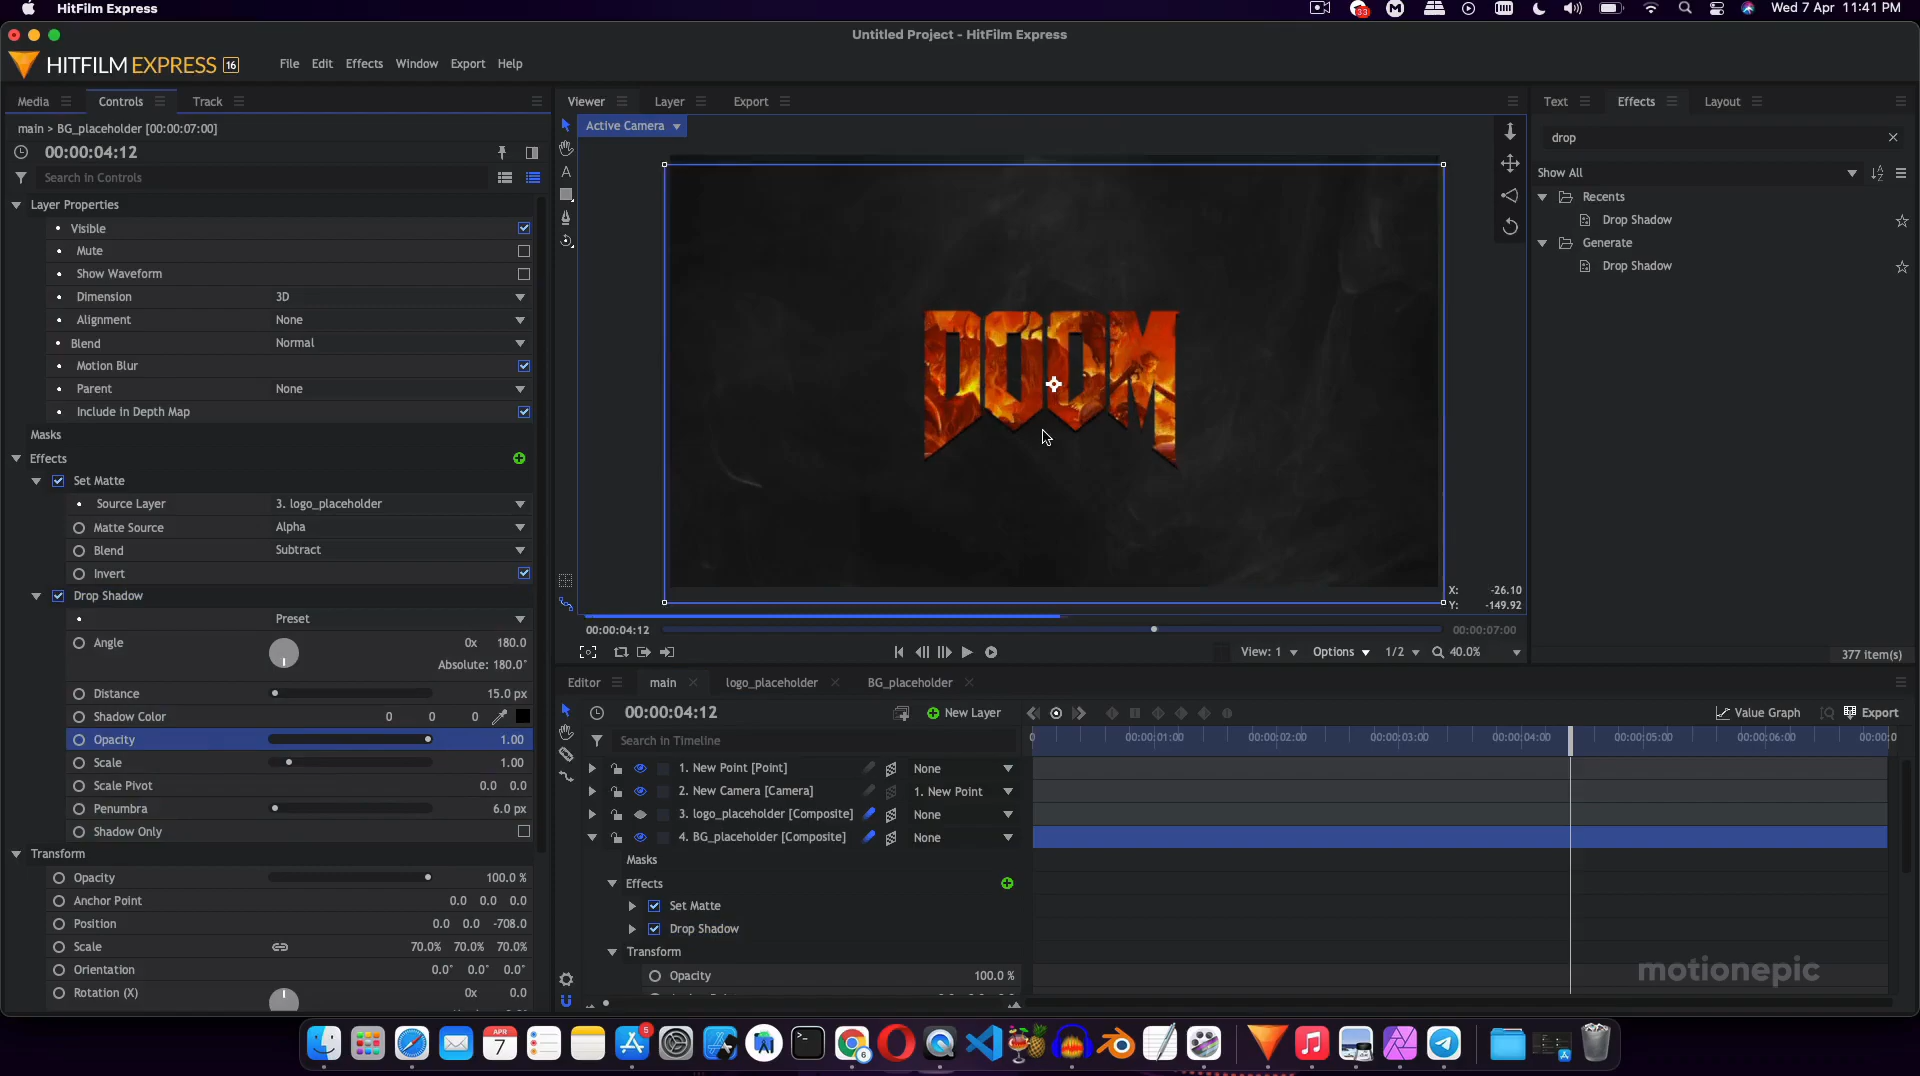 HitFilm Express
33
Wed 7 Apr 11:41 PM
Untitled Project - HitFilm Express
HITFILM EXPRESS 16
File Edit Effects Window Export Help
Media Controls Track
main > BG_placeholder [00:00:07:00]
00:00:04:12
Search in Controls
Layer Properties
Visible
Mute
Show Waveform
Dimension 3D
Alignment None
Blend Normal
Motion Blur
Parent None
Include in Depth Map
Masks
Effects
Set Matte
Source Layer 3. logo_placeholder
Matte Source Alpha
Blend Subtract
Invert
Drop Shadow
Preset
Angle 0x 180.0
Absolute: 180.0°
Distance 15.0 px
Shadow Color 0 0 0
Opacity 1.00
Scale 1.00
Scale Pivot 0.0 0.0
Penumbra 6.0 px
Shadow Only
Transform
Opacity 100.0 %
Anchor Point 0.0 0.0 0.0
Position 0.0 0.0 -708.0
Scale 70.0% 70.0% 70.0%
Orientation 0.0° 0.0° 0.0°
Rotation (X) 0x 0.0
Viewer Layer Export
Active Camera
DOOM
X: -26.10
Y: -149.92
00:00:04:12 00:00:07:00
View: 1 Options 1/2 40.0%
Text Effects Layout
drop
Show All
Recents
Drop Shadow
Generate
Drop Shadow
377 item(s)
Editor main logo_placeholder BG_placeholder
00:00:04:12 New Layer Value Graph Export
Search in Timeline
0 00:00:01:00 00:00:02:00 00:00:03:00 00:00:04:00 00:00:05:00 00:00:06:00 00:00:0
1. New Point [Point] None
2. New Camera [Camera] 1. New Point
3. logo_placeholder [Composite] None
4. BG_placeholder [Composite] None
Masks
Effects
Set Matte
Drop Shadow
Transform
Opacity 100.0 %
motionepic
APR
7
5
6